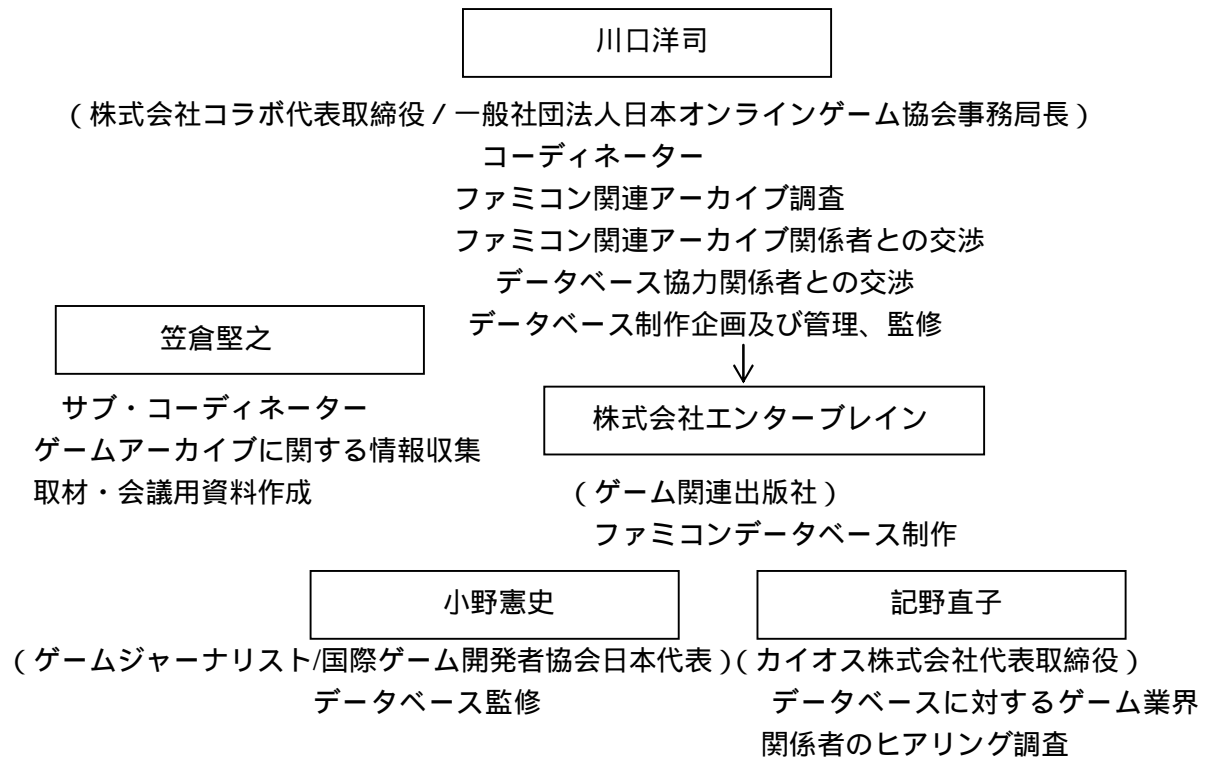 川口洋司
(株式会社コラボ代表取締役/一般社団法人日本オンラインゲーム協会事務局長)
コーディネーター
ファミコン関連アーカイブ調査
ファミコン関連アーカイブ関係者との交渉
データベース協力関係者との交渉
データベース制作企画及び管理、監修
笠倉堅之
サブ・コーディネーター
ゲームアーカイブに関する情報収集
取材・会議用資料作成
株式会社エンターブレイン
(ゲーム関連出版社)
ファミコンデータベース制作
小野憲史
(ゲームジャーナリスト/国際ゲーム開発者協会日本代表)
データベース監修
記野直子
(カイオス株式会社代表取締役)
データベースに対するゲーム業界
関係者のヒアリング調査